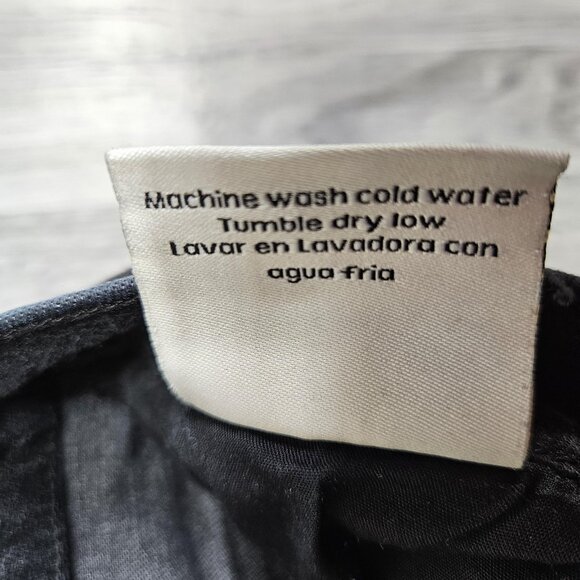 Machine wash cold water
Tumble dry low
Lavar en Lavadora con
agua fria